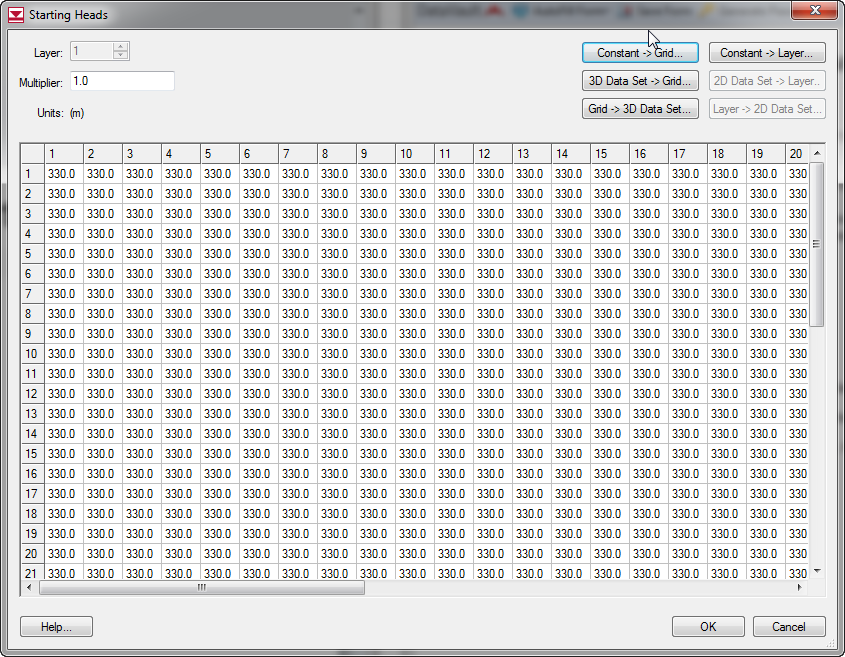 Starting Heads
Layer: 1 Constant -> Grid... Constant -> Layer...
Multiplier: 1.0 3D Data Set -> Grid... 2D Data Set -> Layer..
Units: (m) Grid -> 3D Data Set... Layer -> 2D Data Set...
1 2 3 4 5 6 7 8 9 10 11 12 13 14 15 16 17 18 19 20
1 330.0 330.0 330.0 330.0 330.0 330.0 330.0 330.0 330.0 330.0 330.0 330.0 330.0 330.0 330.0 330.0 330.0 330.0 330.0 330
2 330.0 330.0 330.0 330.0 330.0 330.0 330.0 330.0 330.0 330.0 330.0 330.0 330.0 330.0 330.0 330.0 330.0 330.0 330.0 330
3 330.0 330.0 330.0 330.0 330.0 330.0 330.0 330.0 330.0 330.0 330.0 330.0 330.0 330.0 330.0 330.0 330.0 330.0 330.0 330
4 330.0 330.0 330.0 330.0 330.0 330.0 330.0 330.0 330.0 330.0 330.0 330.0 330.0 330.0 330.0 330.0 330.0 330.0 330.0 330
5 330.0 330.0 330.0 330.0 330.0 330.0 330.0 330.0 330.0 330.0 330.0 330.0 330.0 330.0 330.0 330.0 330.0 330.0 330.0 330
6 330.0 330.0 330.0 330.0 330.0 330.0 330.0 330.0 330.0 330.0 330.0 330.0 330.0 330.0 330.0 330.0 330.0 330.0 330.0 330
7 330.0 330.0 330.0 330.0 330.0 330.0 330.0 330.0 330.0 330.0 330.0 330.0 330.0 330.0 330.0 330.0 330.0 330.0 330.0 330
8 330.0 330.0 330.0 330.0 330.0 330.0 330.0 330.0 330.0 330.0 330.0 330.0 330.0 330.0 330.0 330.0 330.0 330.0 330.0 330
9 330.0 330.0 330.0 330.0 330.0 330.0 330.0 330.0 330.0 330.0 330.0 330.0 330.0 330.0 330.0 330.0 330.0 330.0 330.0 330
10 330.0 330.0 330.0 330.0 330.0 330.0 330.0 330.0 330.0 330.0 330.0 330.0 330.0 330.0 330.0 330.0 330.0 330.0 330.0 330
11 330.0 330.0 330.0 330.0 330.0 330.0 330.0 330.0 330.0 330.0 330.0 330.0 330.0 330.0 330.0 330.0 330.0 330.0 330.0 330
12 330.0 330.0 330.0 330.0 330.0 330.0 330.0 330.0 330.0 330.0 330.0 330.0 330.0 330.0 330.0 330.0 330.0 330.0 330.0 330
13 330.0 330.0 330.0 330.0 330.0 330.0 330.0 330.0 330.0 330.0 330.0 330.0 330.0 330.0 330.0 330.0 330.0 330.0 330.0 330
14 330.0 330.0 330.0 330.0 330.0 330.0 330.0 330.0 330.0 330.0 330.0 330.0 330.0 330.0 330.0 330.0 330.0 330.0 330.0 330
15 330.0 330.0 330.0 330.0 330.0 330.0 330.0 330.0 330.0 330.0 330.0 330.0 330.0 330.0 330.0 330.0 330.0 330.0 330.0 330
16 330.0 330.0 330.0 330.0 330.0 330.0 330.0 330.0 330.0 330.0 330.0 330.0 330.0 330.0 330.0 330.0 330.0 330.0 330.0 330
17 330.0 330.0 330.0 330.0 330.0 330.0 330.0 330.0 330.0 330.0 330.0 330.0 330.0 330.0 330.0 330.0 330.0 330.0 330.0 330
18 330.0 330.0 330.0 330.0 330.0 330.0 330.0 330.0 330.0 330.0 330.0 330.0 330.0 330.0 330.0 330.0 330.0 330.0 330.0 330
19 330.0 330.0 330.0 330.0 330.0 330.0 330.0 330.0 330.0 330.0 330.0 330.0 330.0 330.0 330.0 330.0 330.0 330.0 330.0 330
20 330.0 330.0 330.0 330.0 330.0 330.0 330.0 330.0 330.0 330.0 330.0 330.0 330.0 330.0 330.0 330.0 330.0 330.0 330.0 330
21 330.0 330.0 330.0 330.0 330.0 330.0 330.0 330.0 330.0 330.0 330.0 330.0 330.0 330.0 330.0 330.0 330.0 330.0 330.0 330
Help... OK Cancel